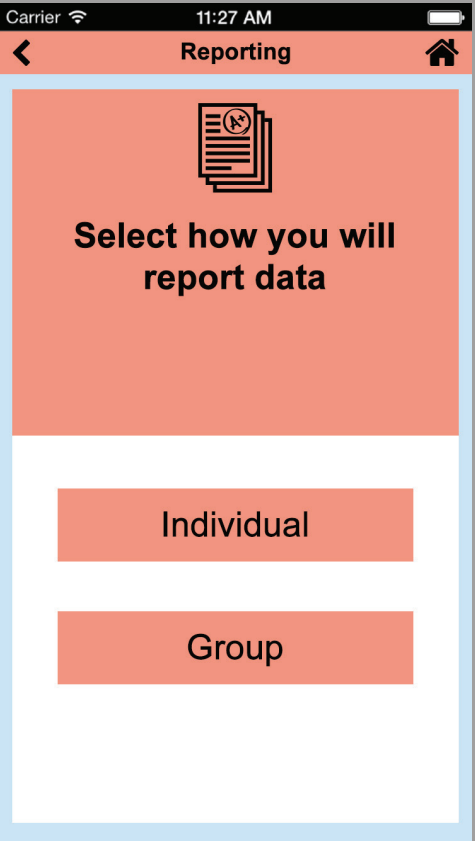 Carrier 11:27 AM
Reporting
A+
Select how you will
report data
Individual
Group